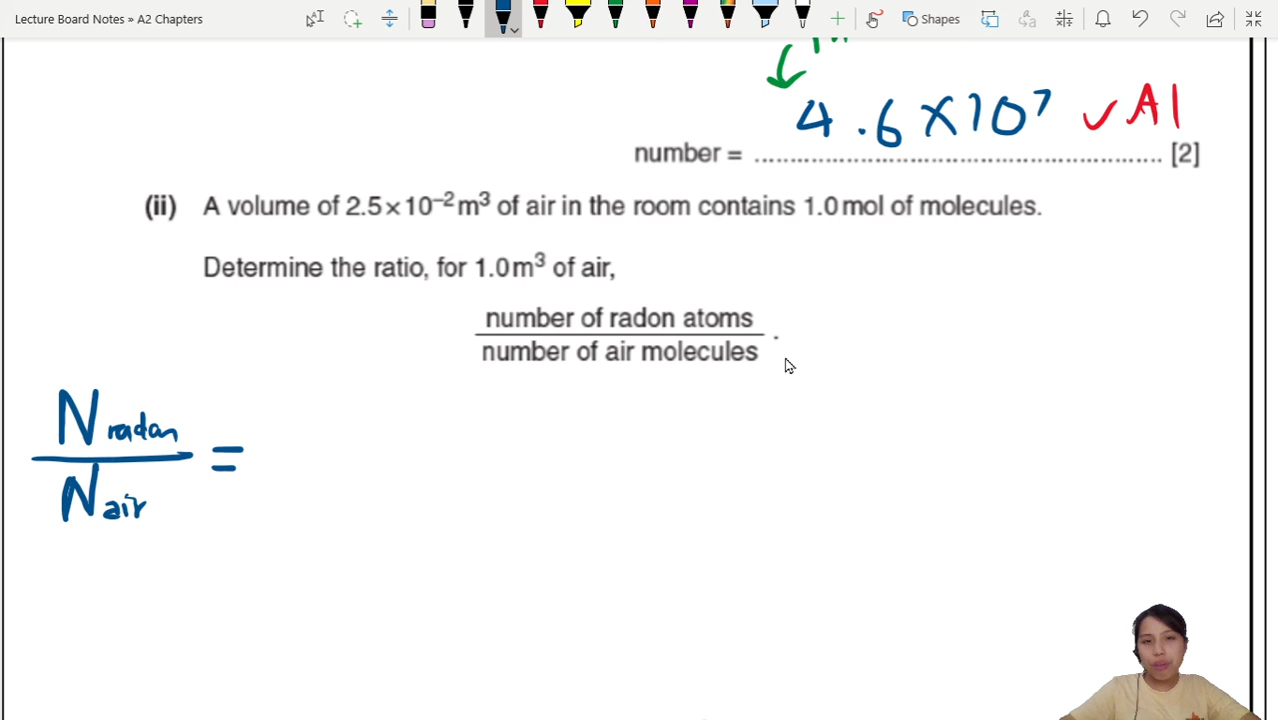 Lecture Board Notes » A2 Chapters
Shapes
4.6 × 10⁷ ✓ A1
number = ........................................................ [2]
(ii) A volume of 2.5 × 10⁻² m³ of air in the room contains 1.0 mol of molecules.
Determine the ratio, for 1.0 m³ of air,
number of radon atoms
number of air molecules .
N radon
=
N air